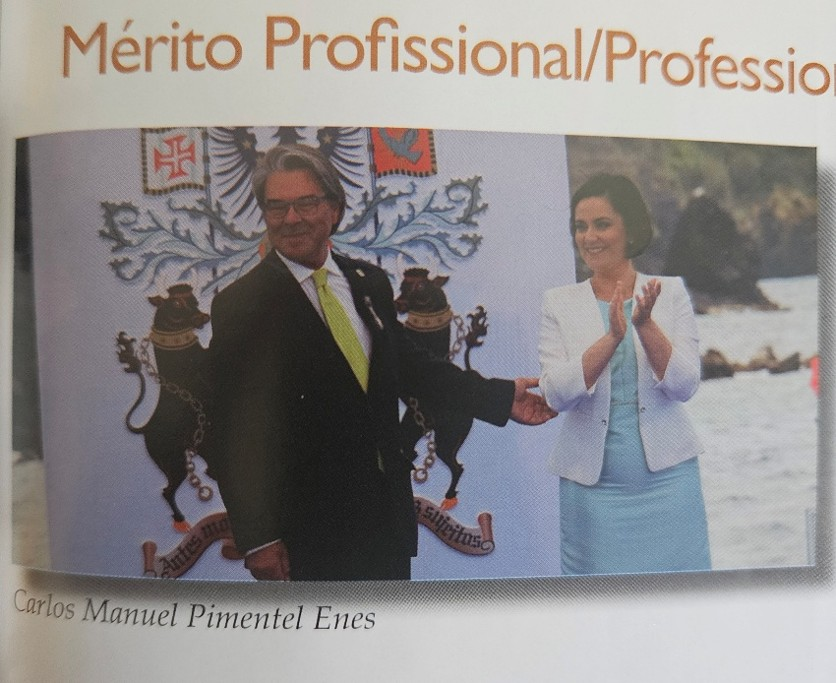 Mérito Profissional/Professio
Antes mo
sujeitos
Carlos Manuel Pimentel Enes